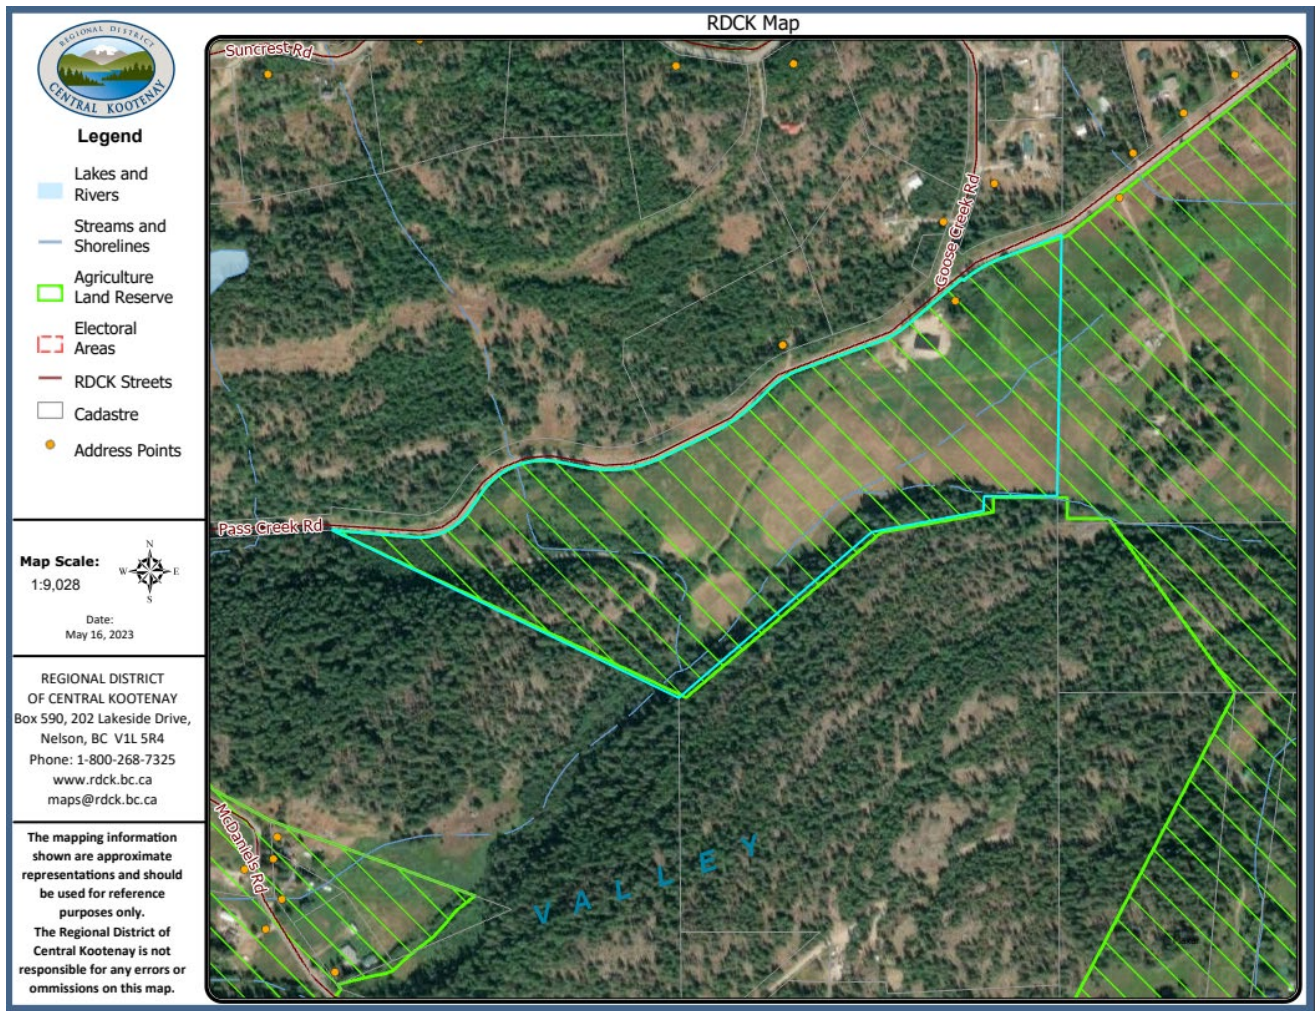 RDCK Map
REGIONAL DISTRICT
CENTRAL KOOTENAY
Legend
Lakes and
Rivers
Streams and
Shorelines
Agriculture
Land Reserve
Electoral
Areas
RDCK Streets
Cadastre
Address Points
Map Scale:
1:9,028
N
W
E
S
Date:
May 16, 2023
REGIONAL DISTRICT
OF CENTRAL KOOTENAY
Box 590, 202 Lakeside Drive,
Nelson, BC V1L 5R4
Phone: 1-800-268-7325
www.rdck.bc.ca
maps@rdck.bc.ca
The mapping information
shown are approximate
representations and should
be used for reference
purposes only.
The Regional District of
Central Kootenay is not
responsible for any errors or
ommissions on this map.
Suncrest Rd
Goose Creek Rd
Pass Creek Rd
McDaniels Rd
VALLEY